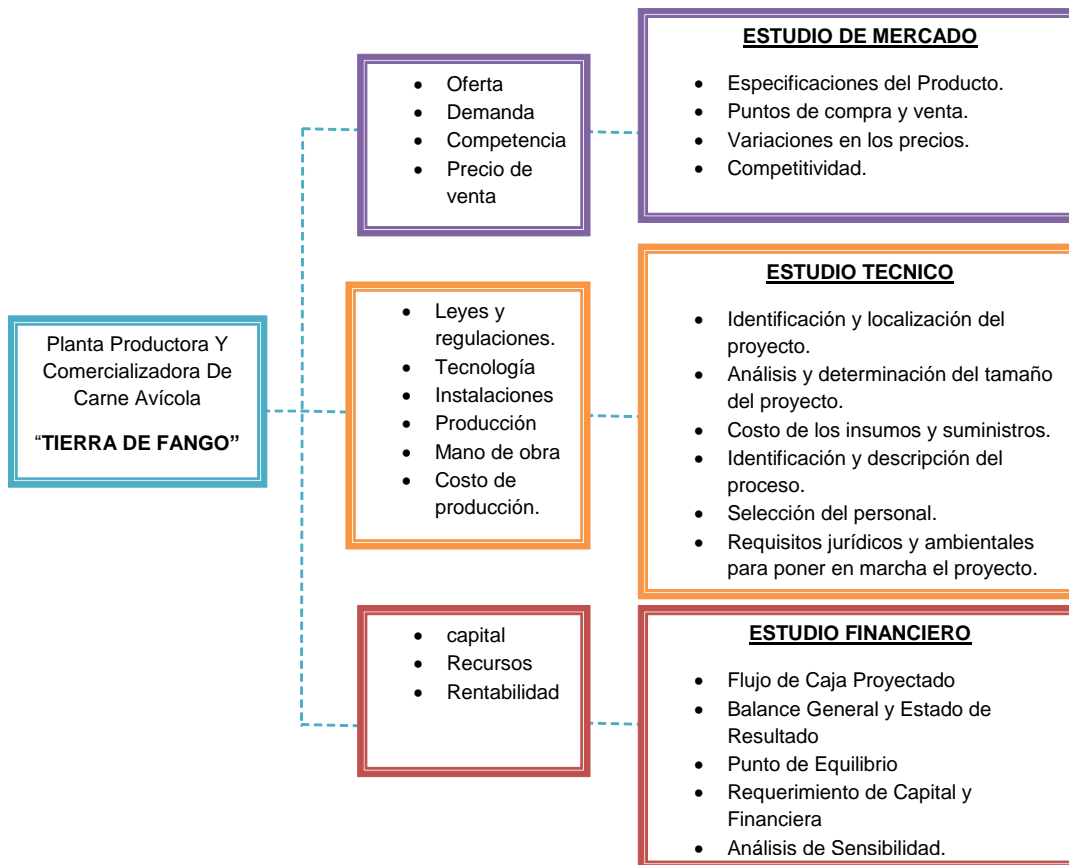 Planta Productora Y
Comercializadora De
Carne Avícola
“TIERRA DE FANGO”
• Oferta
• Demanda
• Competencia
• Precio de
venta
ESTUDIO DE MERCADO
• Especificaciones del Producto.
• Puntos de compra y venta.
• Variaciones en los precios.
• Competitividad.
• Leyes y
regulaciones.
• Tecnología
• Instalaciones
• Producción
• Mano de obra
• Costo de
producción.
ESTUDIO TECNICO
• Identificación y localización del
proyecto.
• Análisis y determinación del tamaño
del proyecto.
• Costo de los insumos y suministros.
• Identificación y descripción del
proceso.
• Selección del personal.
• Requisitos jurídicos y ambientales
para poner en marcha el proyecto.
• capital
• Recursos
• Rentabilidad
ESTUDIO FINANCIERO
• Flujo de Caja Proyectado
• Balance General y Estado de
Resultado
• Punto de Equilibrio
• Requerimiento de Capital y
Financiera
• Análisis de Sensibilidad.